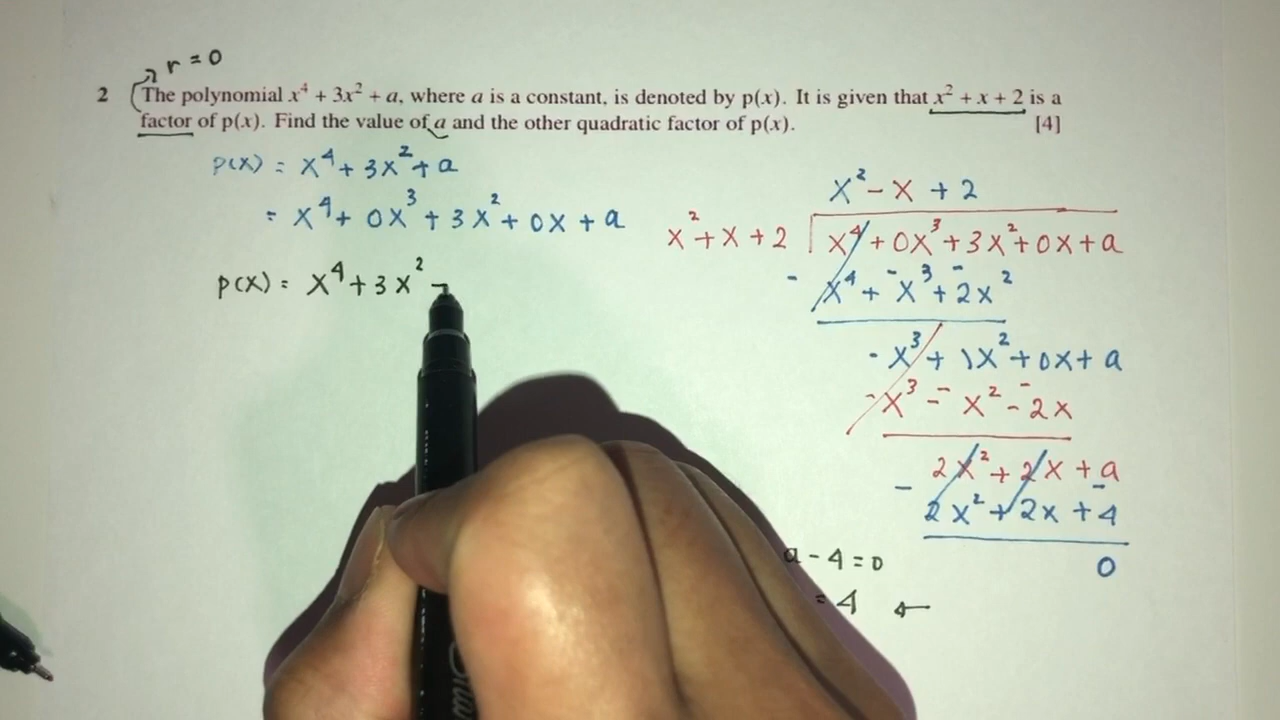 r = 0
2 The polynomial x⁴ + 3x² + a, where a is a constant, is denoted by p(x). It is given that x² + x + 2 is a
factor of p(x). Find the value of a and the other quadratic factor of p(x). [4]
p(x) = x⁴ + 3x² + a
= x⁴ + 0x³ + 3x² + 0x + a
p(x) = x⁴ + 3x² -
x² - x + 2
x² + x + 2 x⁴ + 0x³ + 3x² + 0x + a
- x⁴ + x³ + 2x²
- x³ + 1x² + 0x + a
- x³ - x² - 2x
2x² + 2x + a
- 2x² + 2x + 4
0
a - 4 = 0
= 4 ←